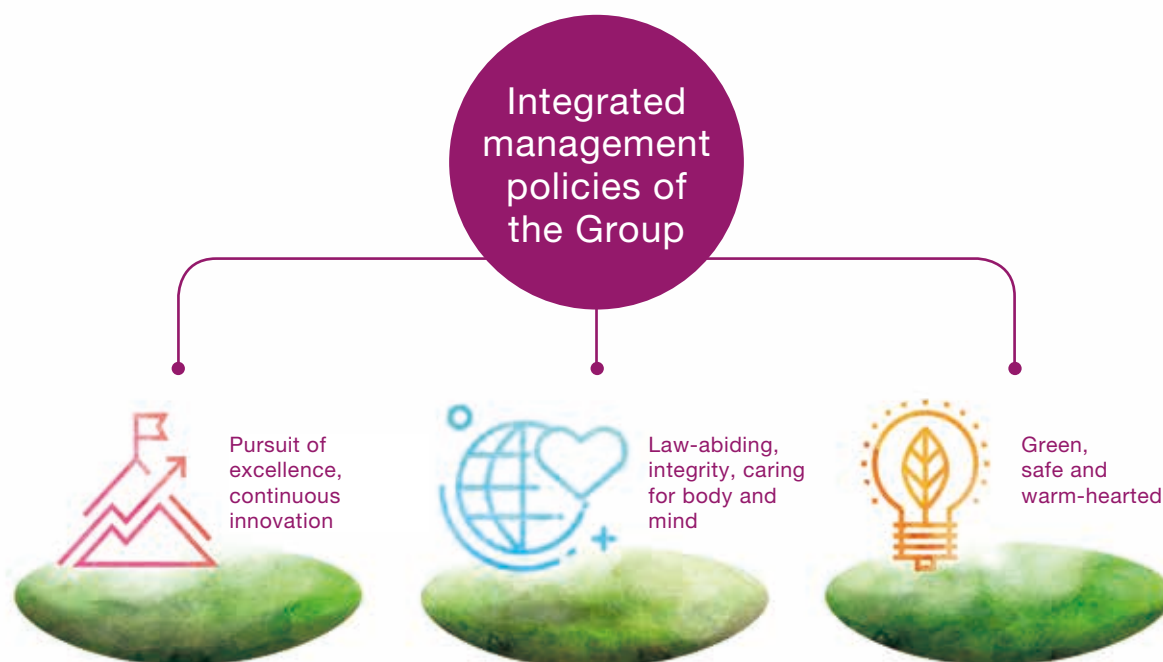 Integrated
management
policies of
the Group
Pursuit of
excellence,
continuous
innovation
Law-abiding,
integrity, caring
for body and
mind
Green,
safe and
warm-hearted